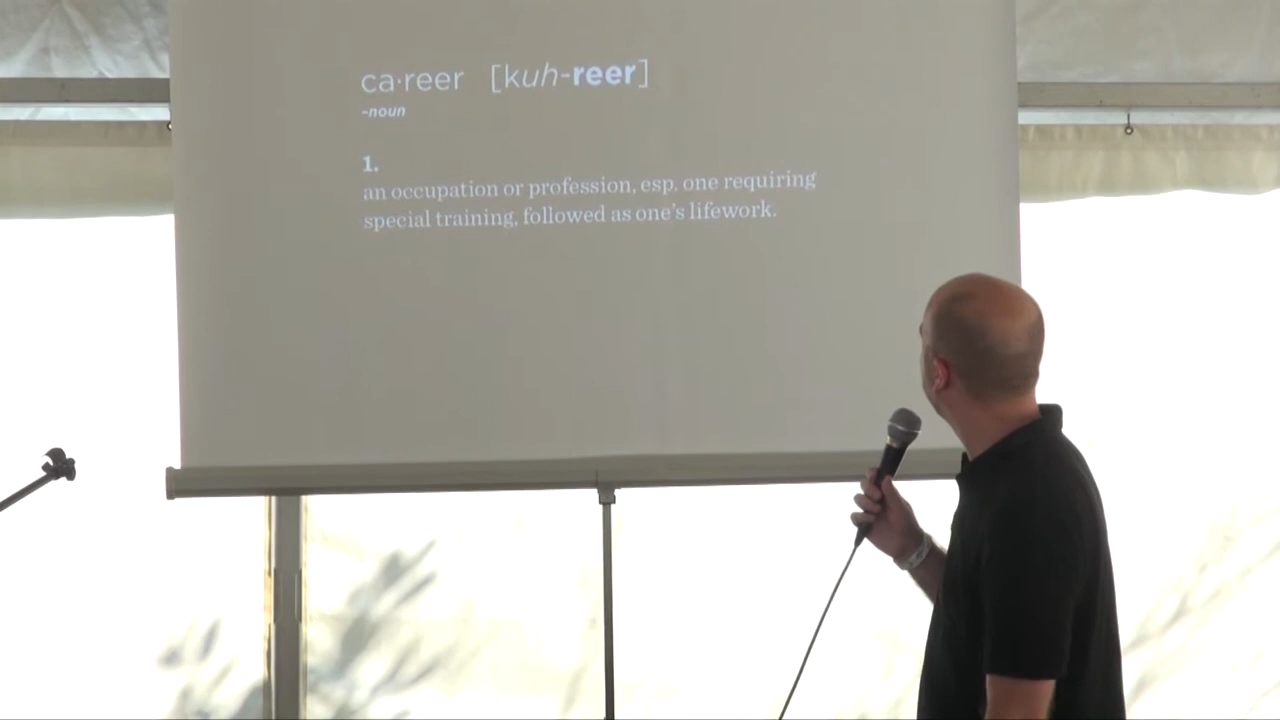 ca·reer [kuh-reer]
–noun
1.
an occupation or profession, esp. one requiring
special training, followed as one's lifework.